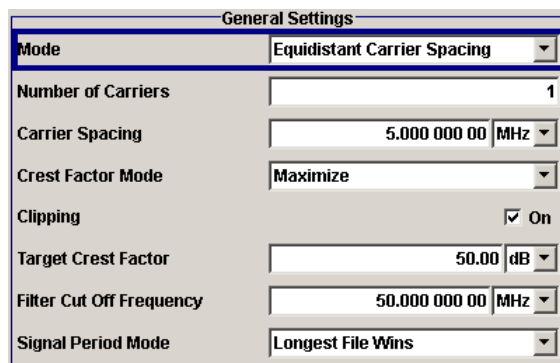 General Settings
Mode Equidistant Carrier Spacing
Number of Carriers 1
Carrier Spacing 5.000 000 00 MHz
Crest Factor Mode Maximize
Clipping On
Target Crest Factor 50.00 dB
Filter Cut Off Frequency 50.000 000 00 MHz
Signal Period Mode Longest File Wins